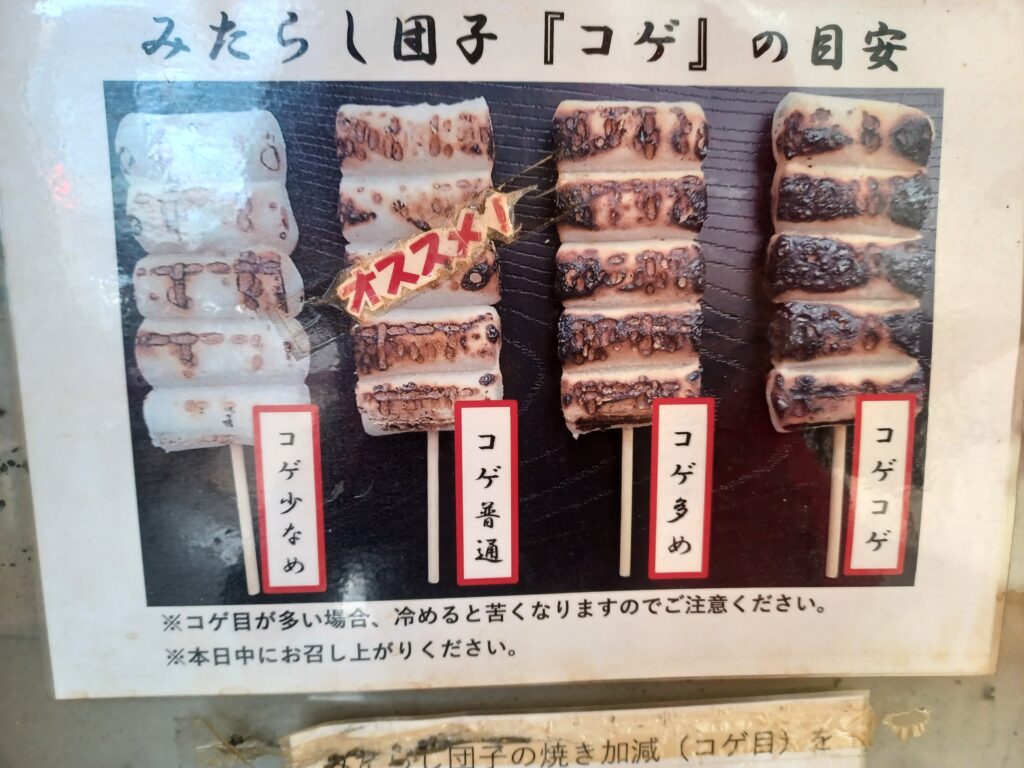 みたらし団子『コゲ』の目安
オススメ!
コゲ少なめ
コゲ普通
コゲ多め
コゲコゲ
※コゲ目が多い場合、冷めると苦くなりますのでご注意ください。
※本日中にお召し上がりください。
みたらし団子の焼き加減(コゲ目)を